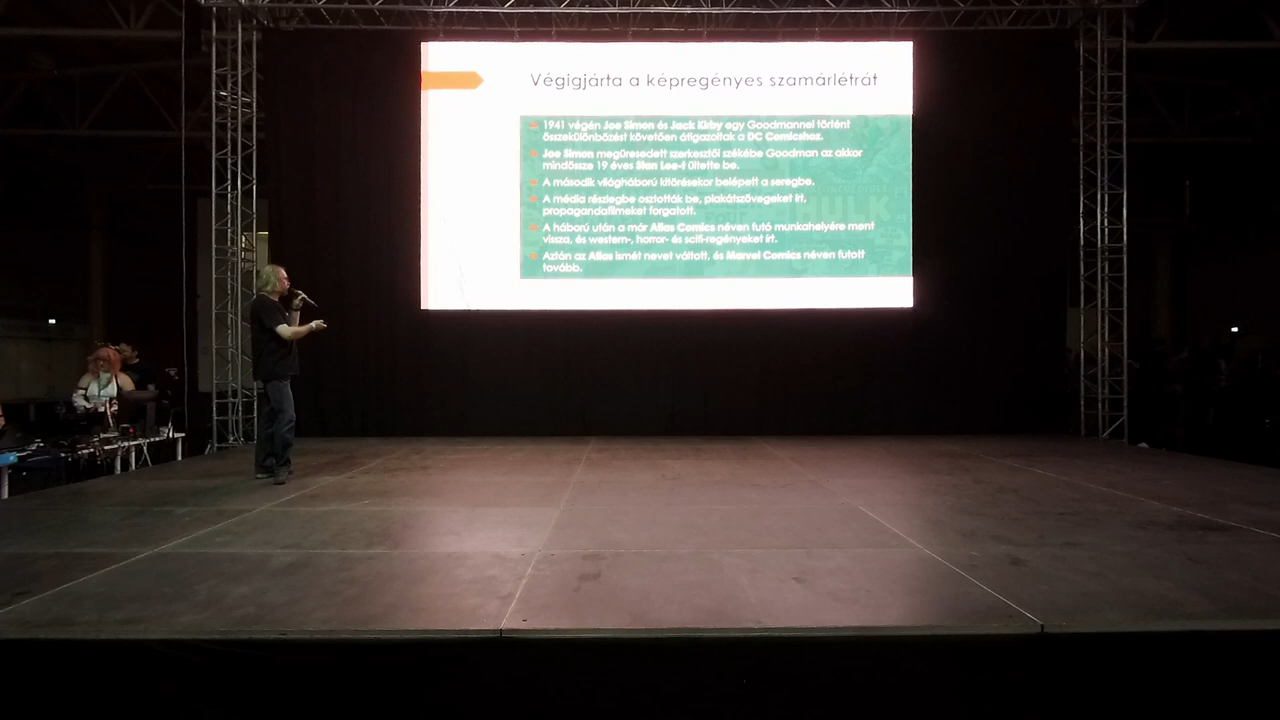 Végigjárta a képregényes szamárlétrát
1941 végén Joe Simon és Jack Kirby egy Goodmannel történt
összekülönbözést követően átigazoltak a DC Comicshoz.
Joe Simon megüresedett szerkesztői székébe Goodman az akkor
mindössze 19 éves Stan Lee-t ültette be.
A második világháború kitörésekor belépett a seregbe.
A média részlegbe osztották be, plakátszövegeket írt,
propagandafilmeket forgatott.
A háború után a már Atlas Comics néven futó munkahelyére ment
vissza, és western-, horror- és scifi-regényeket írt.
Aztán az Atlas ismét nevet váltott, és Marvel Comics néven futott
tovább.
HULK